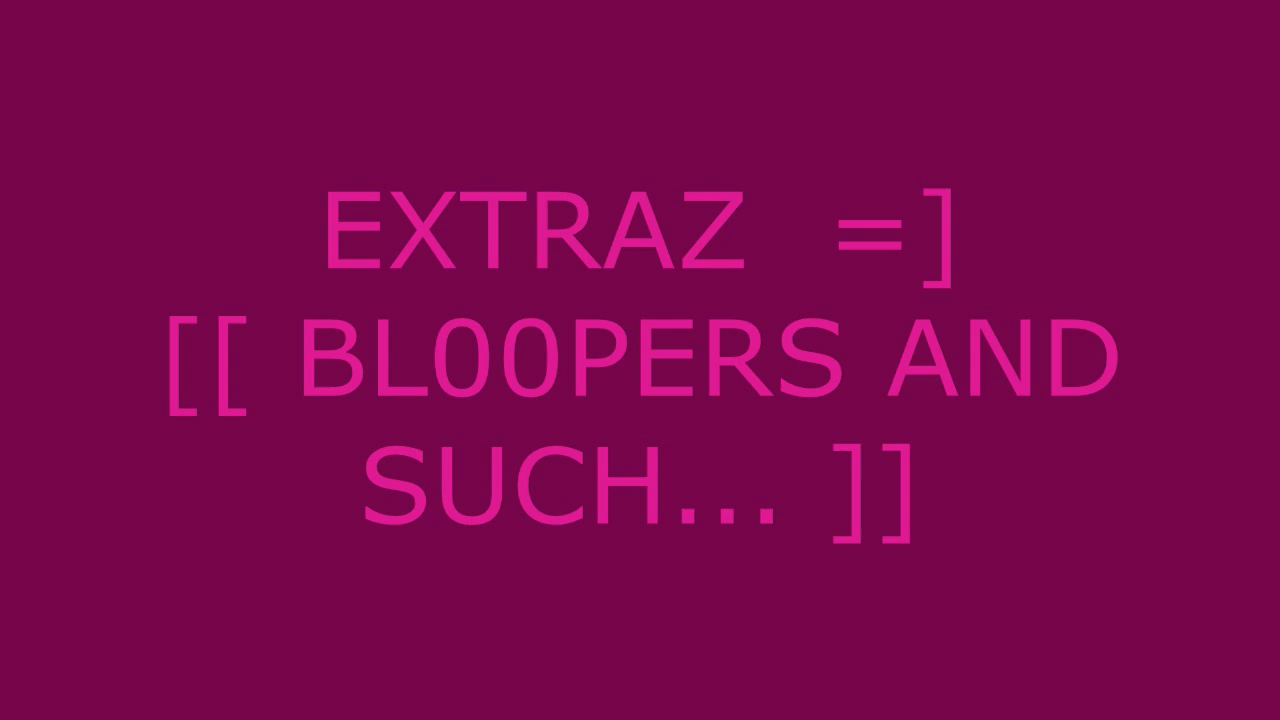 EXTRAZ  =]
[[ BL00PERS AND
SUCH... ]]